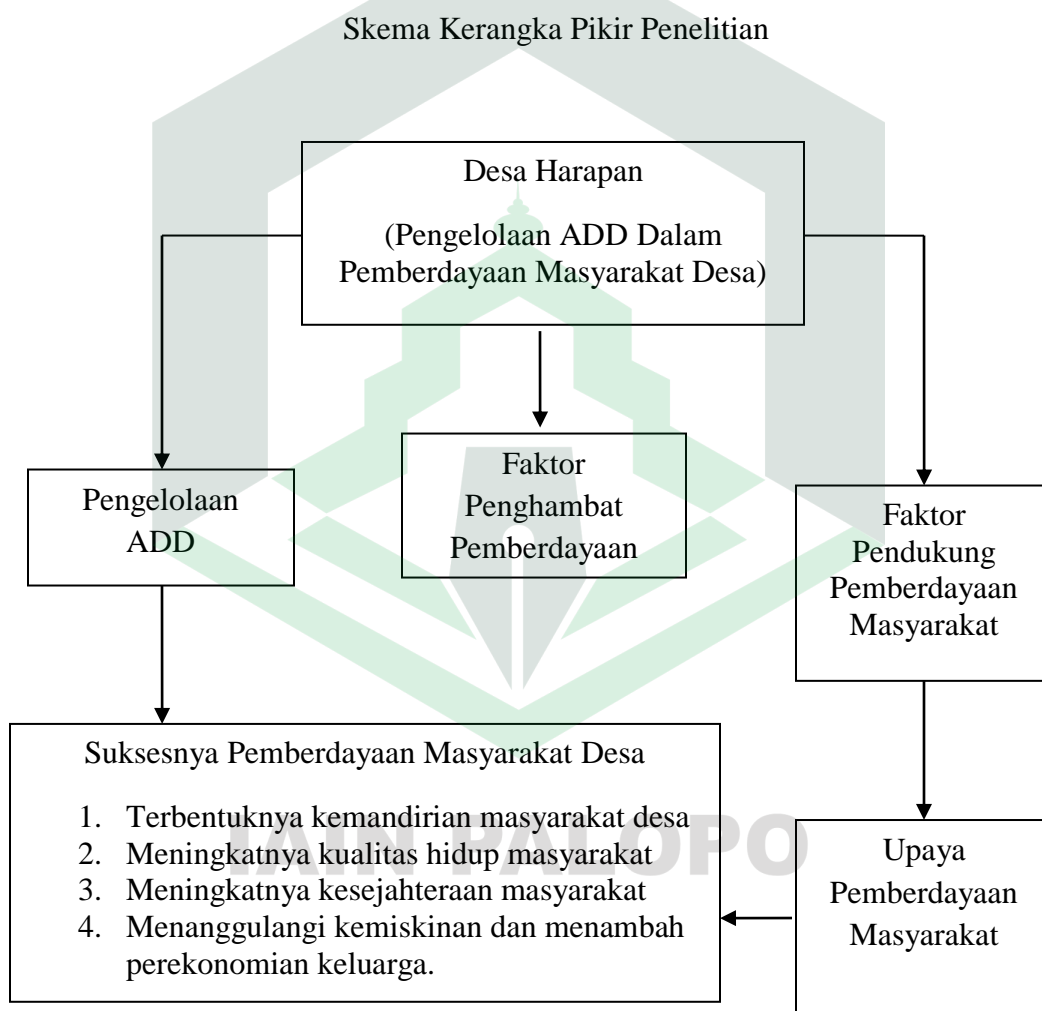 Skema Kerangka Pikir Penelitian
Desa Harapan
(Pengelolaan ADD Dalam
Pemberdayaan Masyarakat Desa)
Pengelolaan
ADD
Faktor
Penghambat
Pemberdayaan
Faktor
Pendukung
Pemberdayaan
Masyarakat
Suksesnya Pemberdayaan Masyarakat Desa
1. Terbentuknya kemandirian masyarakat desa
2. Meningkatnya kualitas hidup masyarakat
3. Meningkatnya kesejahteraan masyarakat
4. Menanggulangi kemiskinan dan menambah
perekonomian keluarga.
Upaya
Pemberdayaan
Masyarakat
IAIN PALOPO